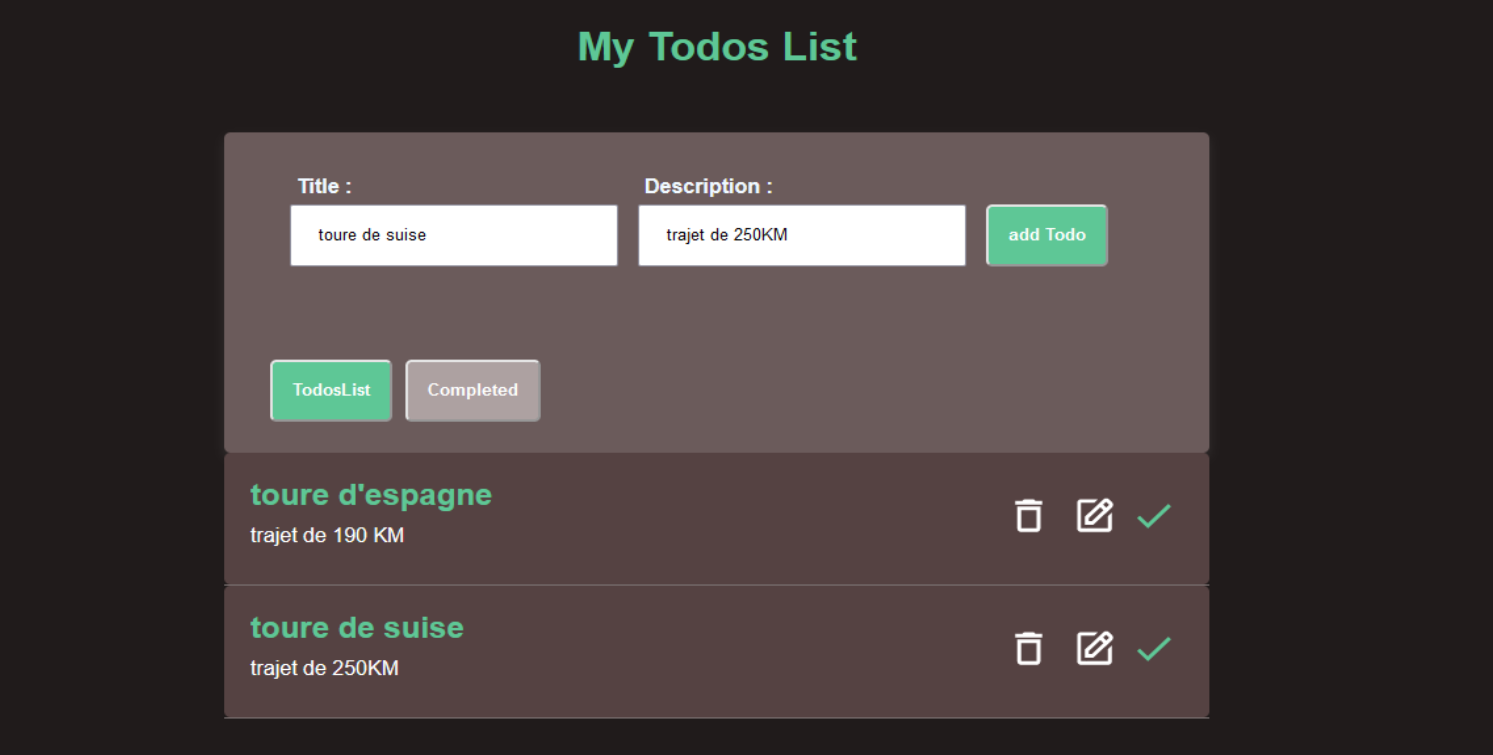 My Todos List
Title :
Description :
toure de suise
trajet de 250KM
add Todo
TodosList
Completed
toure d'espagne
trajet de 190 KM
toure de suise
trajet de 250KM